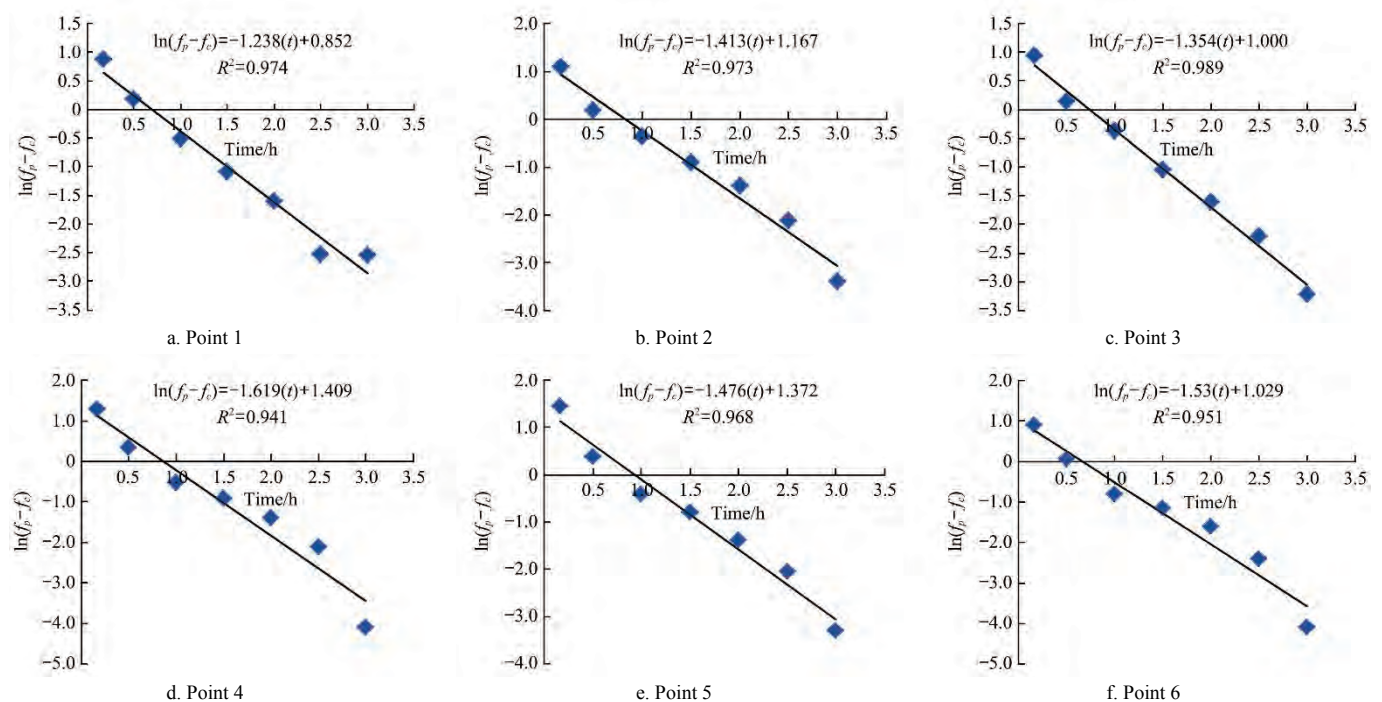 1.5
1.0
0.5
0
−0.5
−1.0
−1.5
−2.0
−2.5
−3.0
−3.5
ln(fp−fc)
ln(fp−fc)=−1.238(t)+0.852
R²=0.974
0.5 1.0 1.5 2.0 2.5 3.0 3.5
Time/h
a. Point 1
2.0
1.0
0
−1.0
−2.0
−3.0
−4.0
ln(fp−fc)
ln(fp−fc)=−1.413(t)+1.167
R²=0.973
0.5 1.0 1.5 2.0 2.5 3.0 3.5
Time/h
b. Point 2
1.5
1.0
0.5
0
−0.5
−1.0
−1.5
−2.0
−2.5
−3.0
−3.5
ln(fp−fc)
ln(fp−fc)=−1.354(t)+1.000
R²=0.989
0.5 1.0 1.5 2.0 2.5 3.0 3.5
Time/h
c. Point 3
2.0
1.0
0
−1.0
−2.0
−3.0
−4.0
−5.0
ln(fp−fc)
ln(fp−fc)=−1.619(t)+1.409
R²=0.941
0.5 1.0 1.5 2.0 2.5 3.0 3.5
Time/h
d. Point 4
2.0
1.0
0
−1.0
−2.0
−3.0
−4.0
ln(fp−fc)
ln(fp−fc)=−1.476(t)+1.372
R²=0.968
0.5 1.0 1.5 2.0 2.5 3.0 3.5
Time/h
e. Point 5
2.0
1.0
0
−1.0
−2.0
−3.0
−4.0
−5.0
ln(fp−fc)
ln(fp−fc)=−1.53(t)+1.029
R²=0.951
0.5 1.0 1.5 2.0 2.5 3.0 3.5
Time/h
f. Point 6